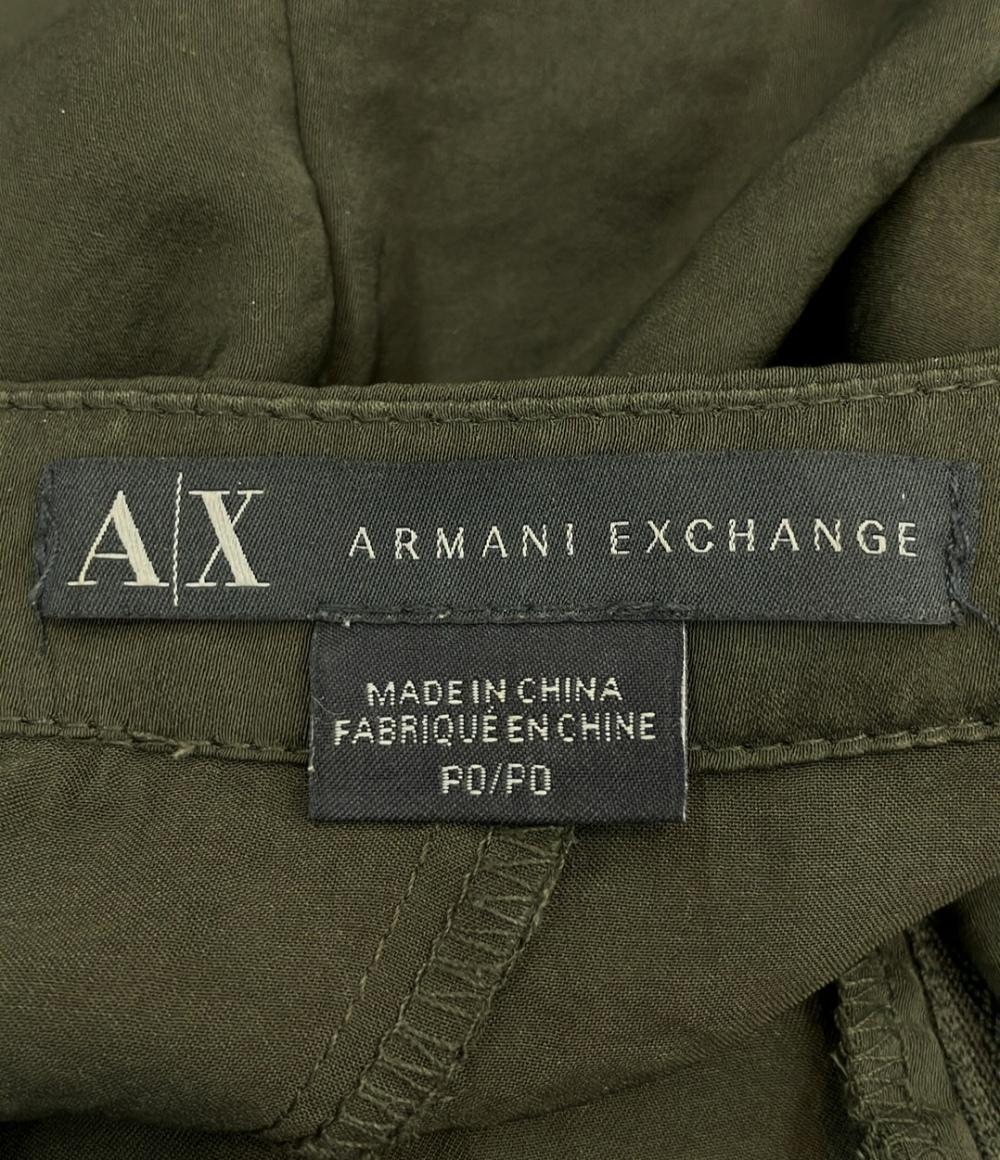 A|X ARMANI EXCHANGE
MADE IN CHINA
FABRIQUÉ EN CHINE
P0/P0